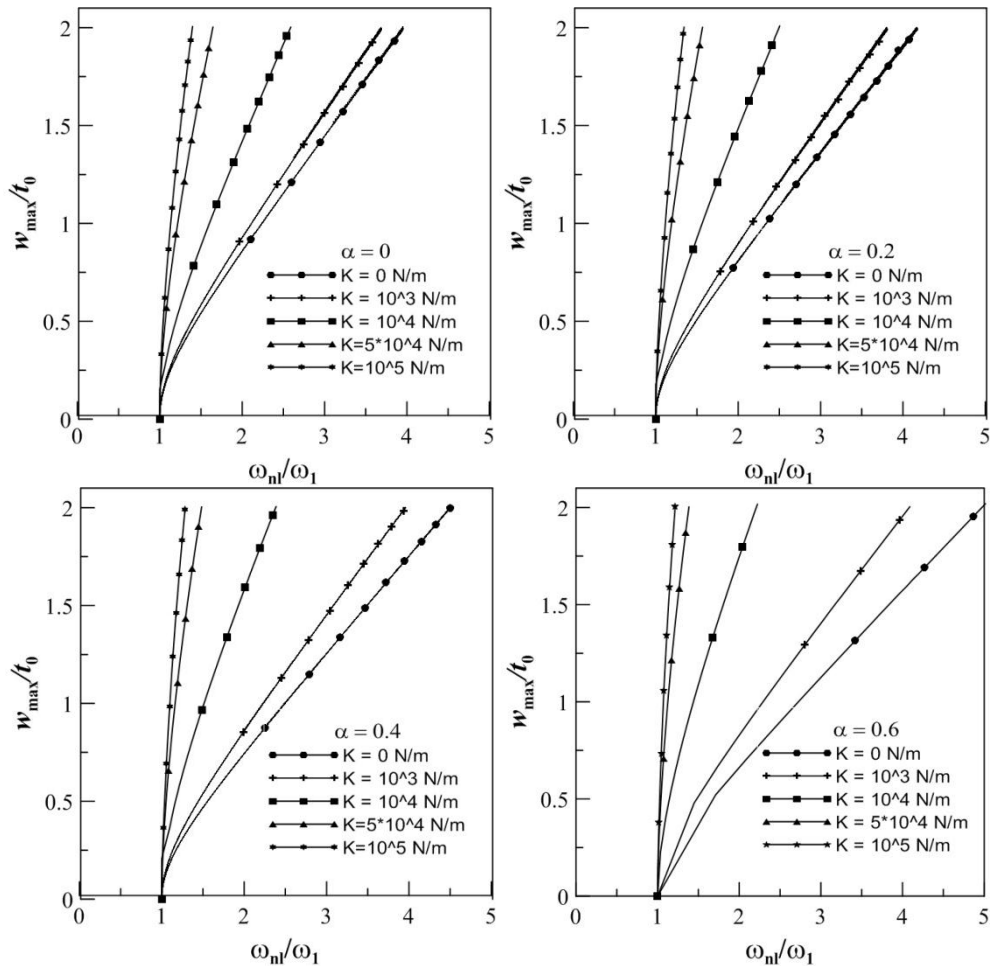 2
1.5
1
0.5
0
w_max/t_0
0 1 2 3 4 5
ω_nl/ω_1
α = 0
K = 0 N/m
K = 10^3 N/m
K = 10^4 N/m
K=5*10^4 N/m
K=10^5 N/m
2
1.5
1
0.5
0
w_max/t_0
0 1 2 3 4 5
ω_nl/ω_1
α = 0.2
K = 0 N/m
K = 10^3 N/m
K = 10^4 N/m
K=5*10^4 N/m
K=10^5 N/m
2
1.5
1
0.5
0
w_max/t_0
0 1 2 3 4 5
ω_nl/ω_1
α = 0.4
K = 0 N/m
K = 10^3 N/m
K = 10^4 N/m
K=5*10^4 N/m
K=10^5 N/m
2
1.5
1
0.5
0
w_max/t_0
0 1 2 3 4 5
ω_nl/ω_1
α = 0.6
K = 0 N/m
K = 10^3 N/m
K = 10^4 N/m
K = 5*10^4 N/m
K = 10^5 N/m